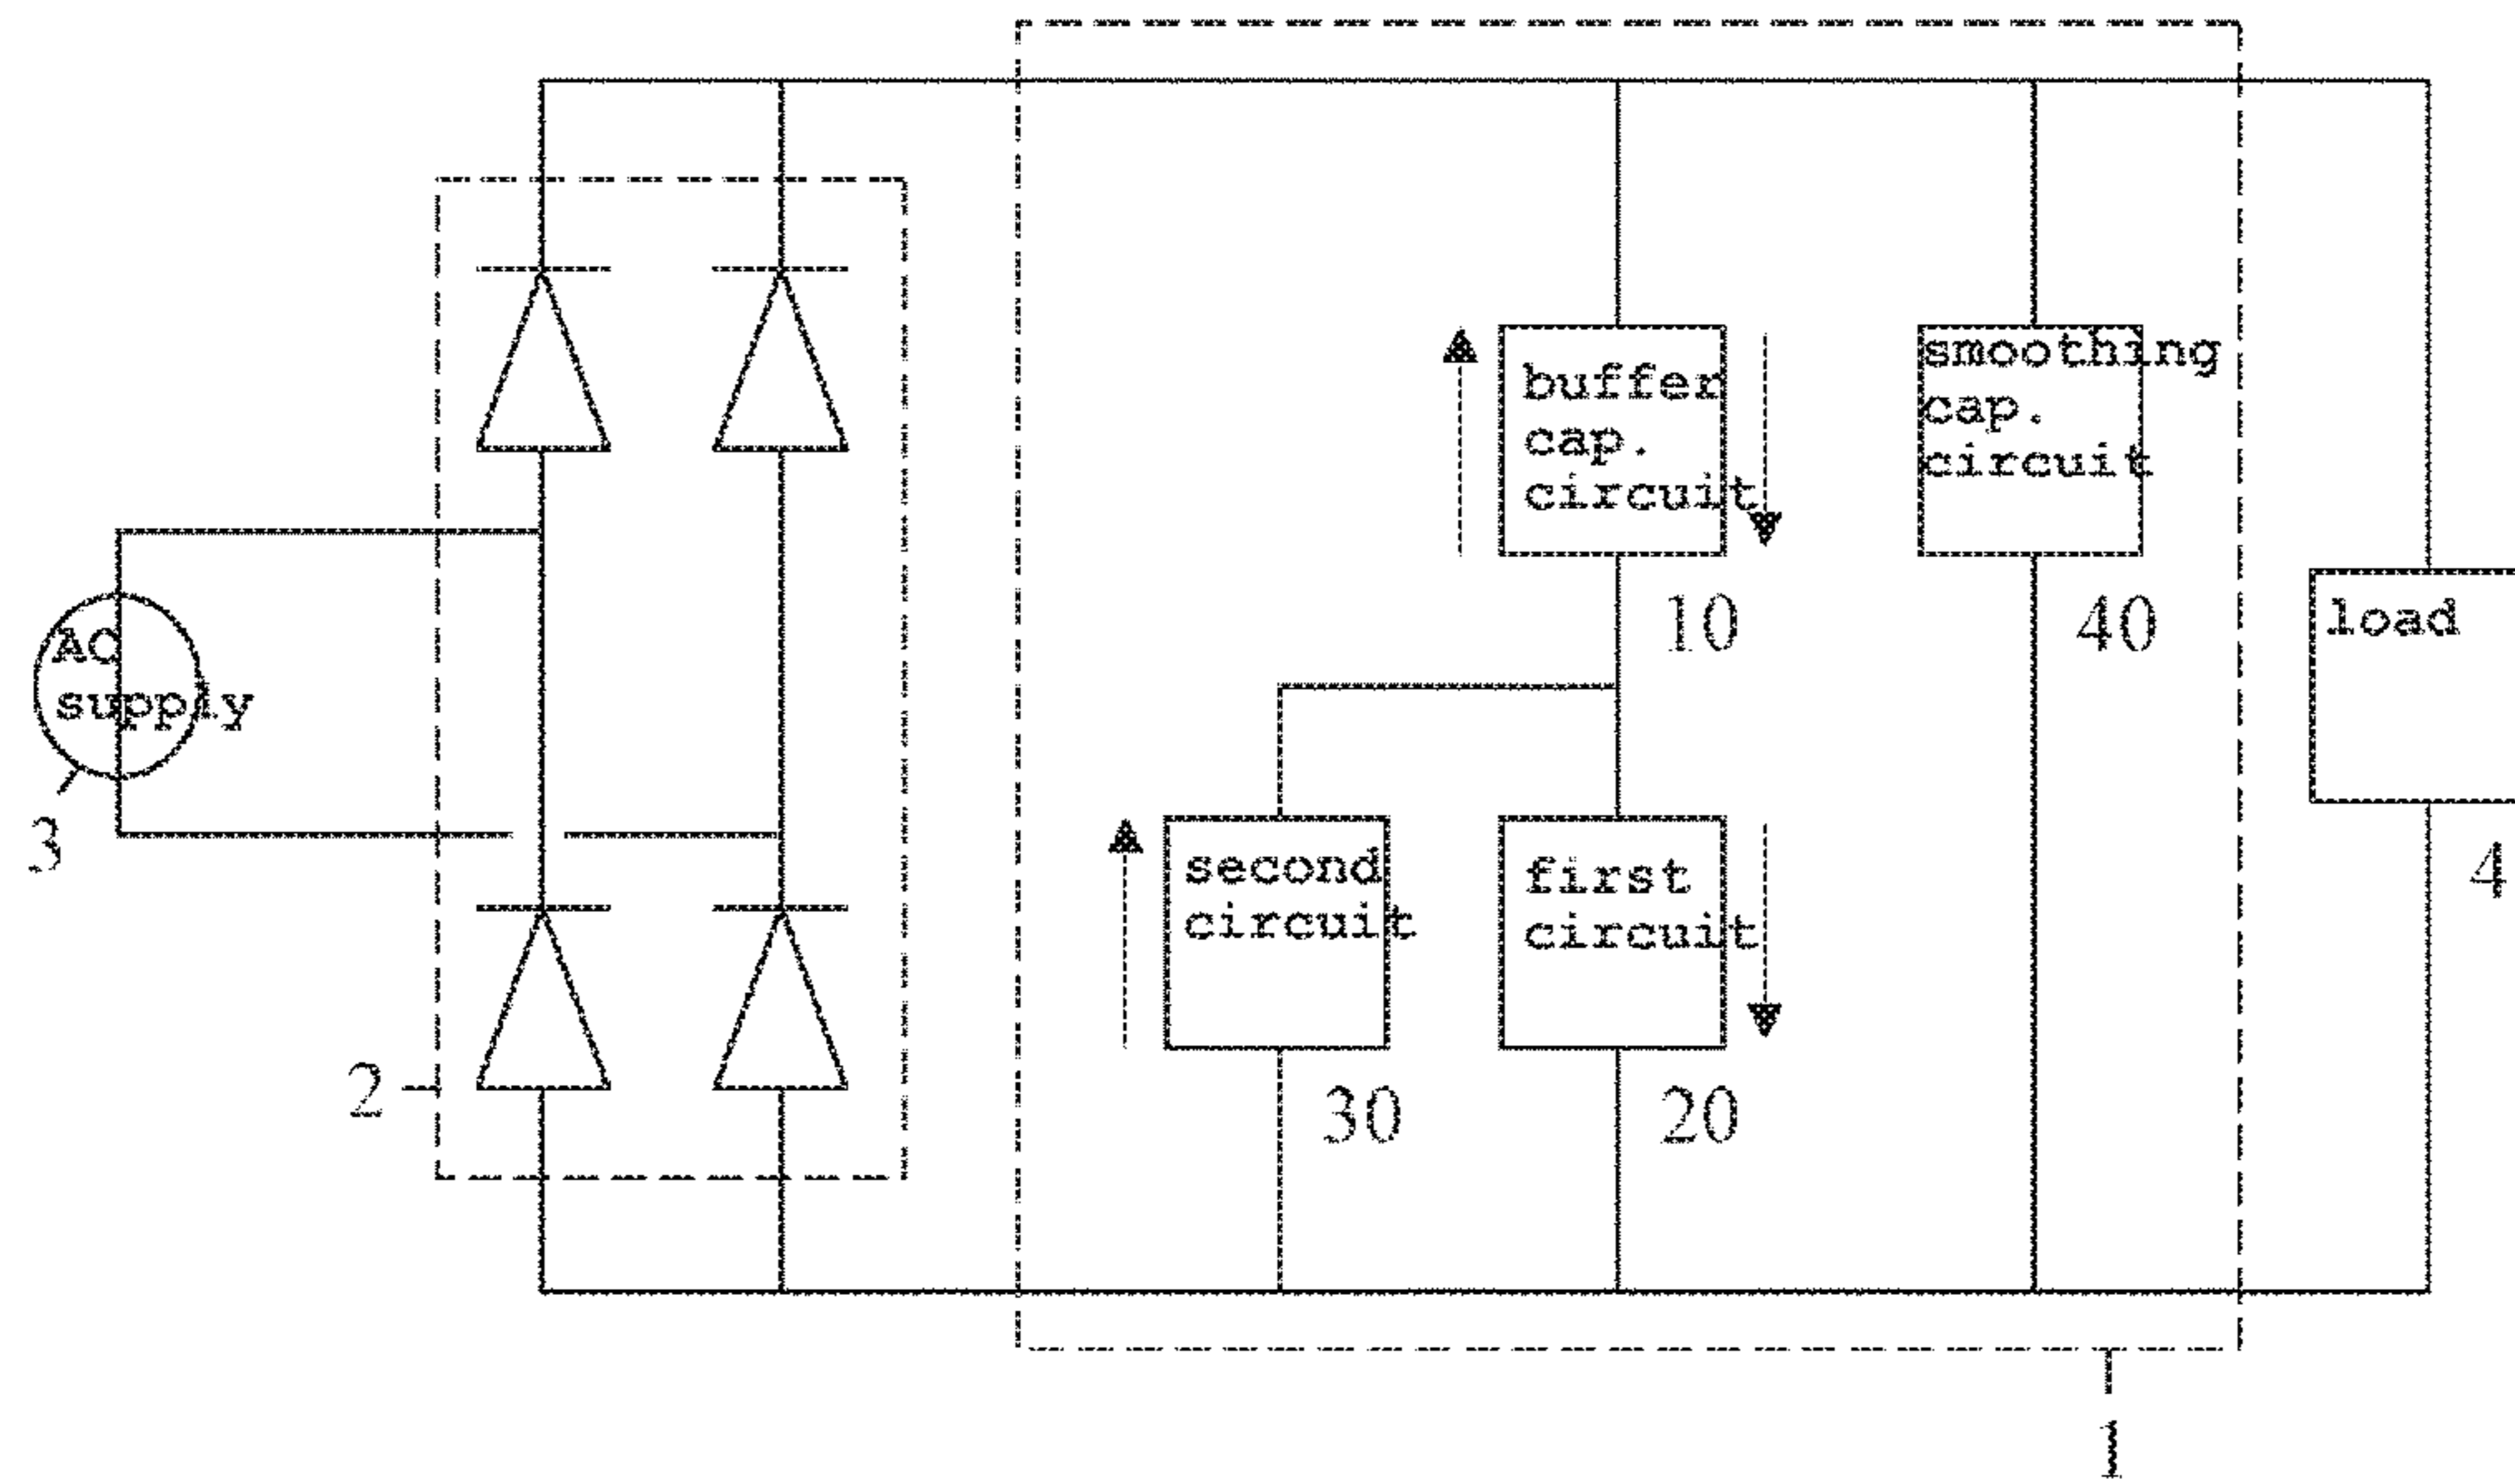 smoothing
cap.
circuit
buffer
cap.
circuit
AC
supply
10
40
load
3
second
circuit
first
circuit
4
2
30
20
1